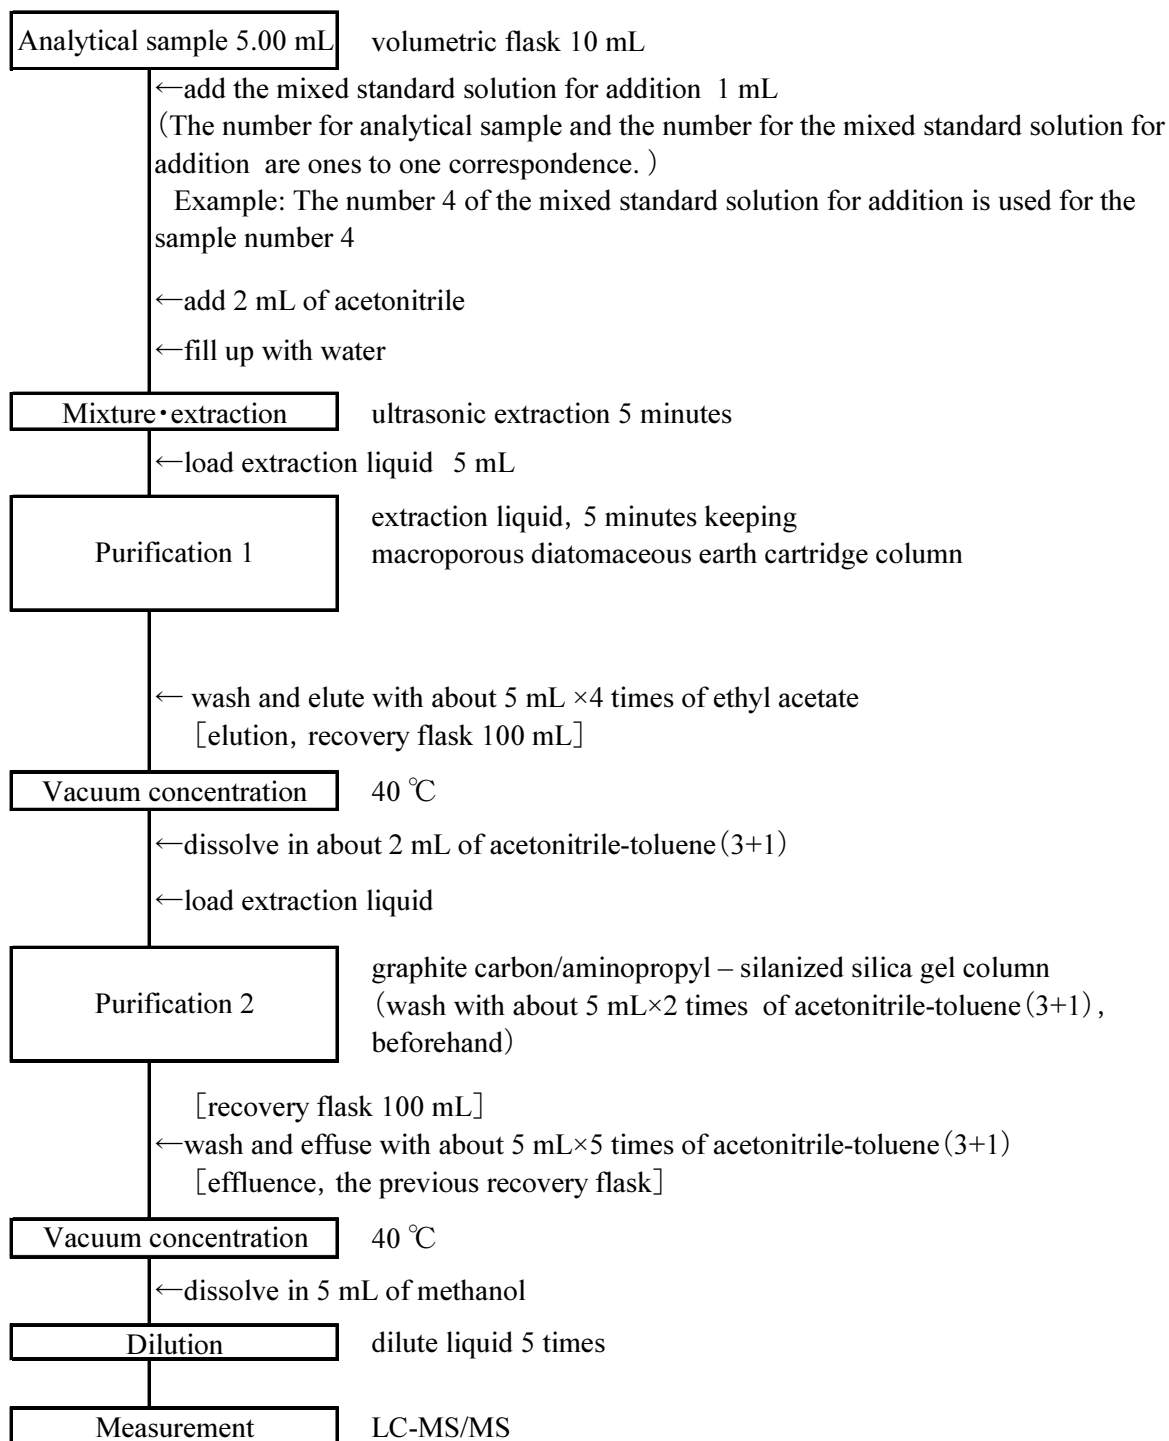 Analytical sample 5.00 mL volumetric flask 10 mL
←add the mixed standard solution for addition 1 mL
(The number for analytical sample and the number for the mixed standard solution for
addition are ones to one correspondence.)
Example: The number 4 of the mixed standard solution for addition is used for the
sample number 4
←add 2 mL of acetonitrile
←fill up with water
Mixture・extraction ultrasonic extraction 5 minutes
←load extraction liquid 5 mL
extraction liquid, 5 minutes keeping
Purification 1 macroporous diatomaceous earth cartridge column
← wash and elute with about 5 mL ×4 times of ethyl acetate
[elution, recovery flask 100 mL]
Vacuum concentration 40 ℃
←dissolve in about 2 mL of acetonitrile-toluene(3+1)
←load extraction liquid
graphite carbon/aminopropyl – silanized silica gel column
Purification 2 (wash with about 5 mL×2 times of acetonitrile-toluene(3+1),
beforehand)
[recovery flask 100 mL]
←wash and effuse with about 5 mL×5 times of acetonitrile-toluene(3+1)
[effluence, the previous recovery flask]
Vacuum concentration 40 ℃
←dissolve in 5 mL of methanol
Dilution dilute liquid 5 times
Measurement LC-MS/MS